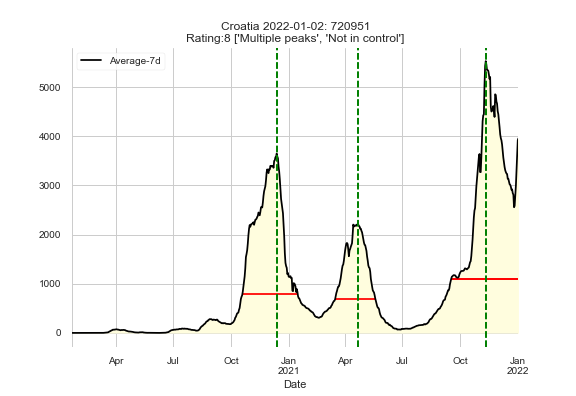 Croatia 2022-01-02: 720951
Rating:8 ['Multiple peaks', 'Not in control']
Average-7d
5000
4000
3000
2000
1000
0
Apr Jul Oct Jan Apr Jul Oct Jan
2021 2022
Date